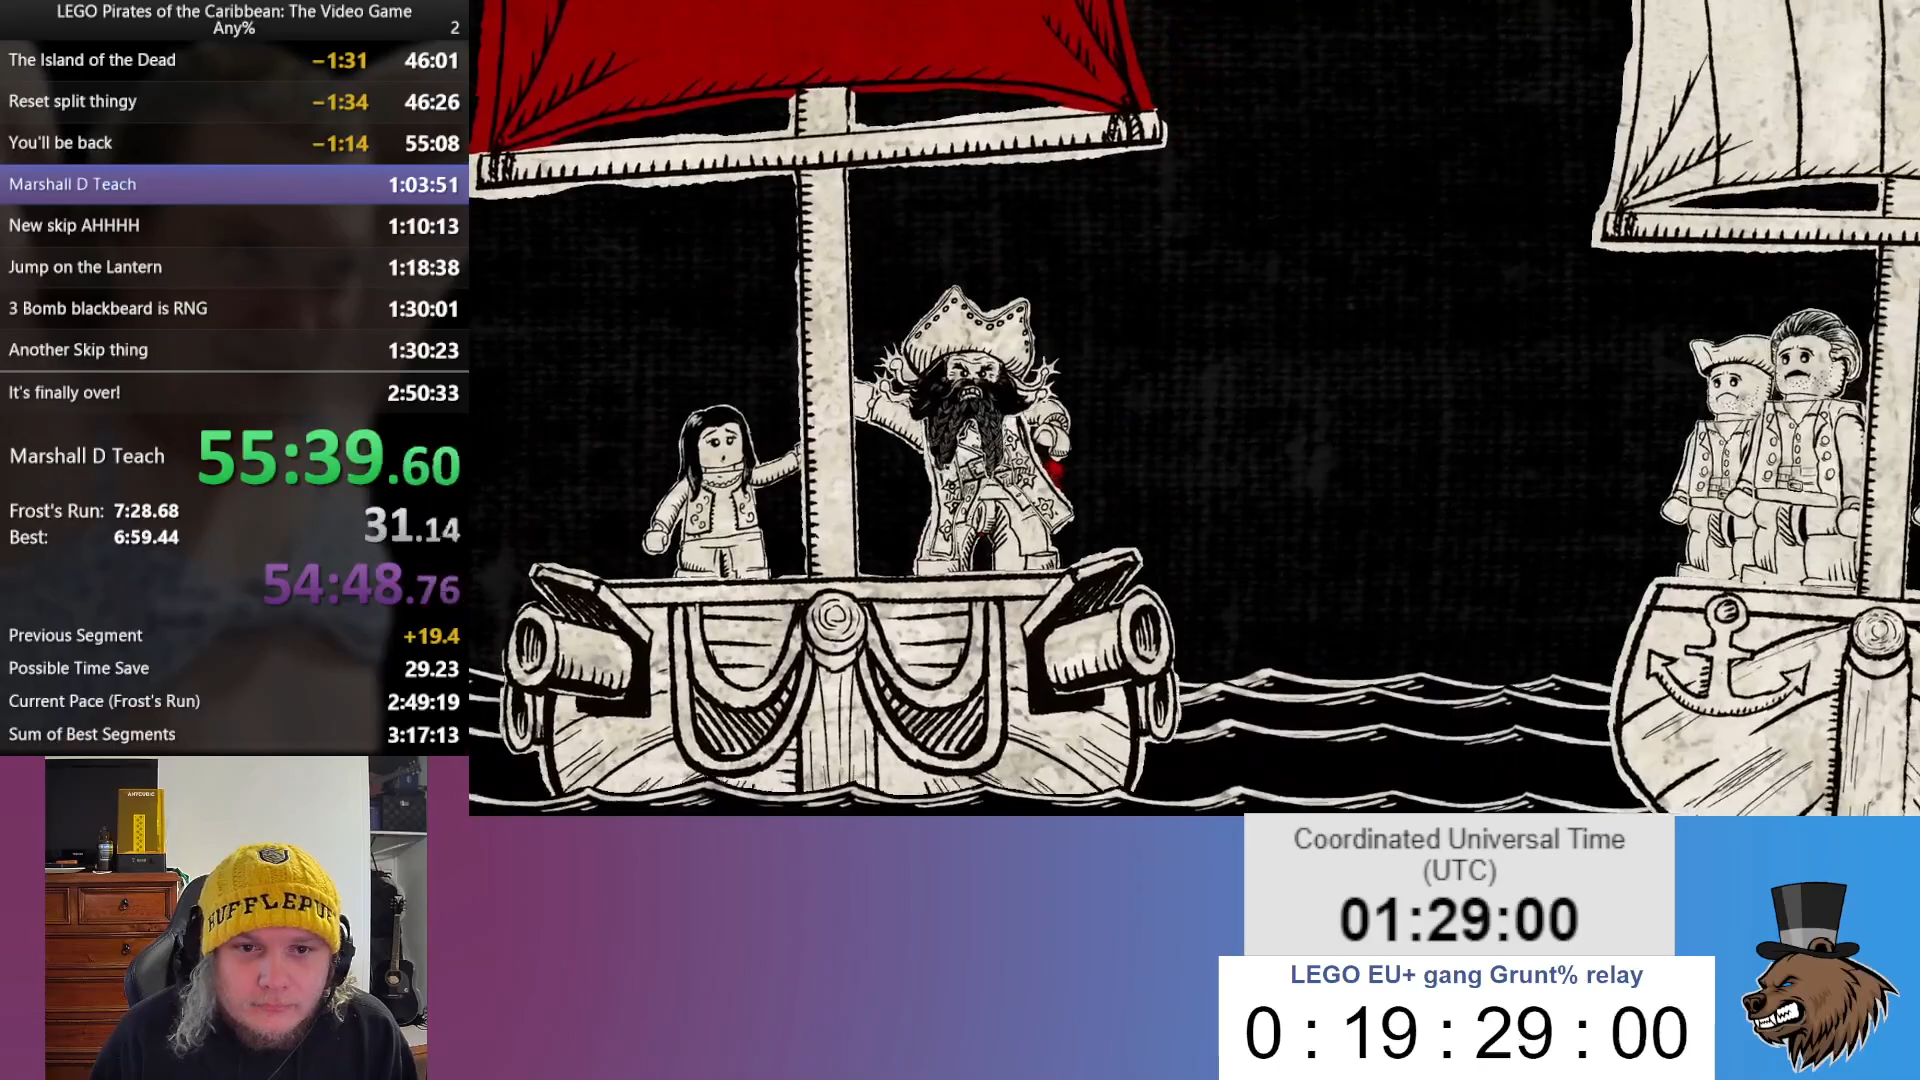 LEGO Pirates of the Caribbean: The Video Game
Any%
2
The Island of the Dead −1:31 46:01
Reset split thingy −1:34 46:26
You'll be back −1:14 55:08
Marshall D Teach 1:03:51
New skip AHHHH 1:10:13
Jump on the Lantern 1:18:38
3 Bomb blackbeard is RNG 1:30:01
Another Skip thing 1:30:23
It's finally over! 2:50:33
Marshall D Teach 55:39.60
Frost's Run: 7:28.68
Best: 6:59.44
31.14
54:48.76
Previous Segment +19.4
Possible Time Save 29.23
Current Pace (Frost's Run) 2:49:19
Sum of Best Segments 3:17:13
ANYCUBIC
HUFFLEPUF
Coordinated Universal Time
(UTC)
01:29:00
LEGO EU+ gang Grunt% relay
0 : 19 : 29 : 00